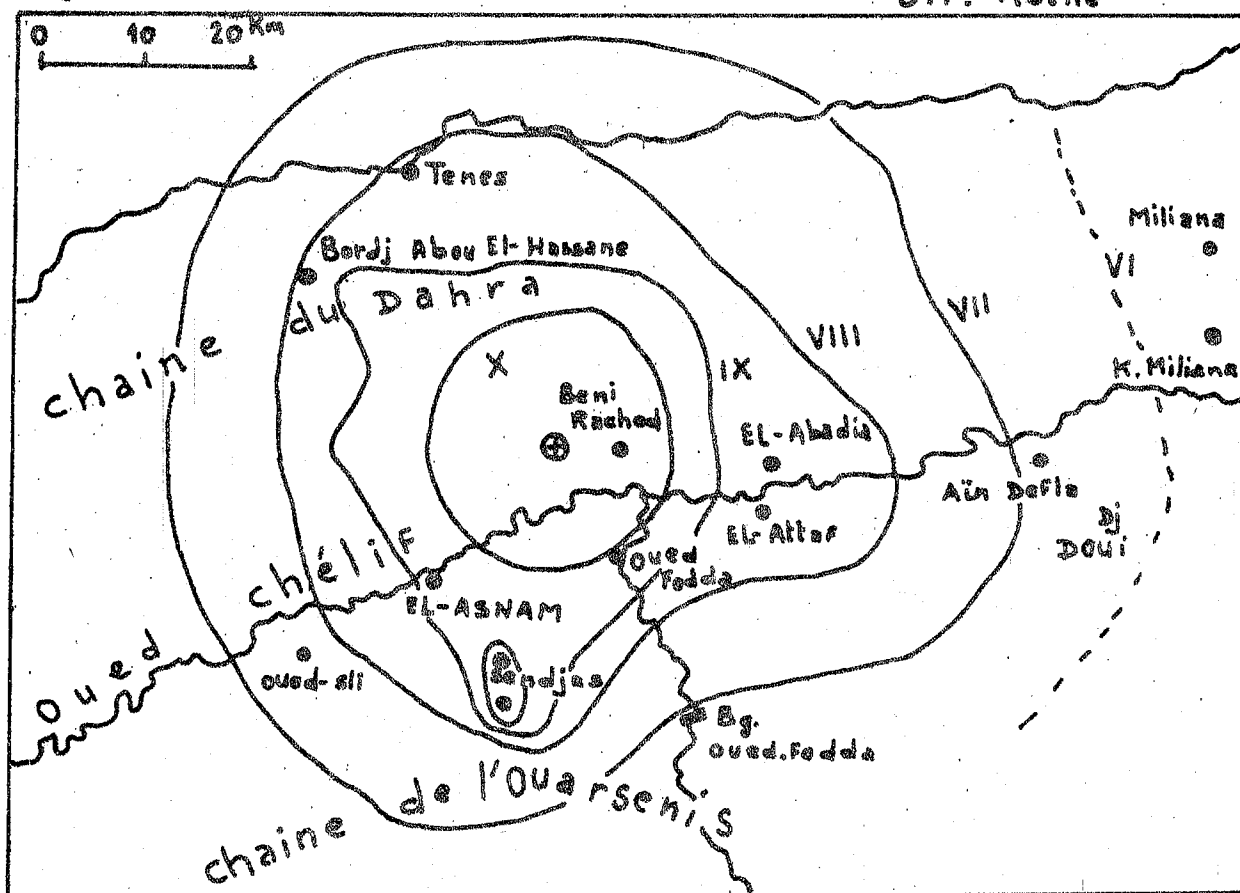 0 10 20 Km
Tenes
Miliana
Bordj Abou El-Hassane
VI
chaine du Dahra
VII
VIII
X
IX
K. Miliana
Beni
Rached
El-Abadia
Aïn Defla
El-Attaf
Dj
DOUI
Oued
Fodda
oued chélif
EL-ASNAM
oued-sli
Bg.
oued.Fodda
chaine de l'Ouarsenis